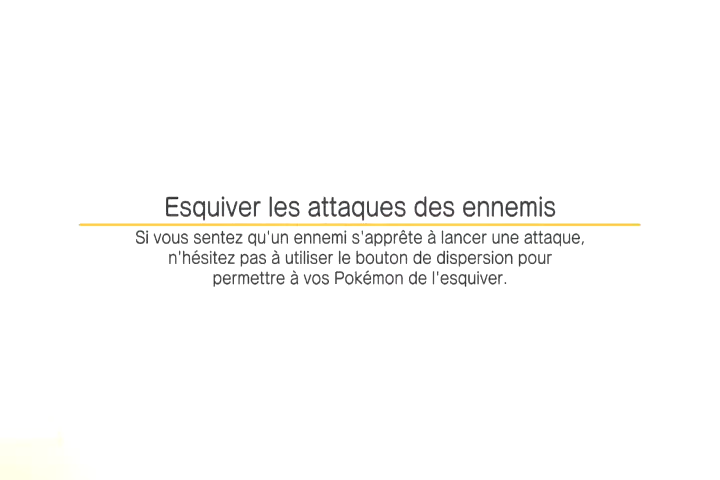 Esquiver les attaques des ennemis
Si vous sentez qu'un ennemi s'apprête à lancer une attaque,
n'hésitez pas à utiliser le bouton de dispersion pour
permettre à vos Pokémon de l'esquiver.